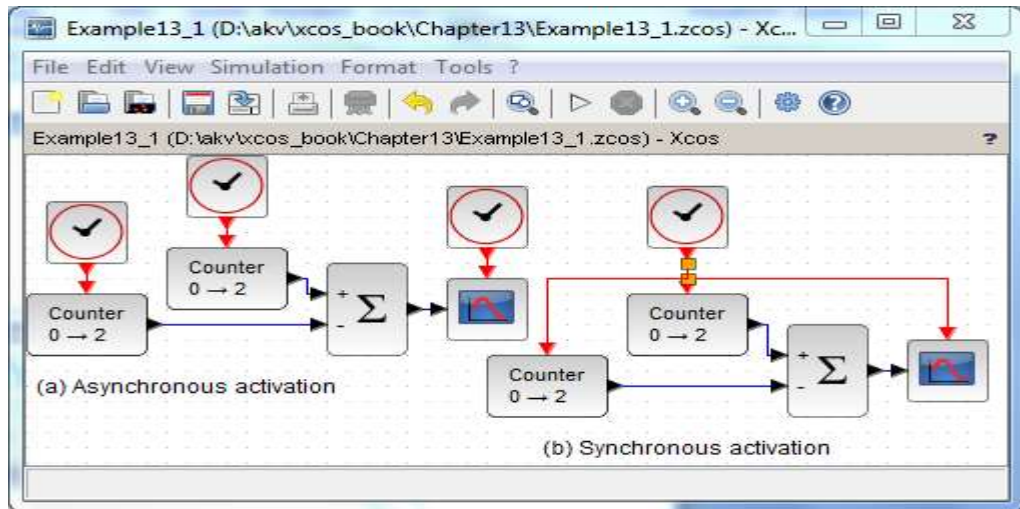 Example13_1 (D:\akv\xcos_book\Chapter13\Example13_1.zcos) - Xc...
File Edit View Simulation Format Tools ?
Example13_1 (D:\akv\xcos_book\Chapter13\Example13_1.zcos) - Xcos ?
Counter
0 → 2
Counter
0 → 2
+
-
Σ
(a) Asynchronous activation
Counter
0 → 2
Counter
0 → 2
+
-
Σ
(b) Synchronous activation